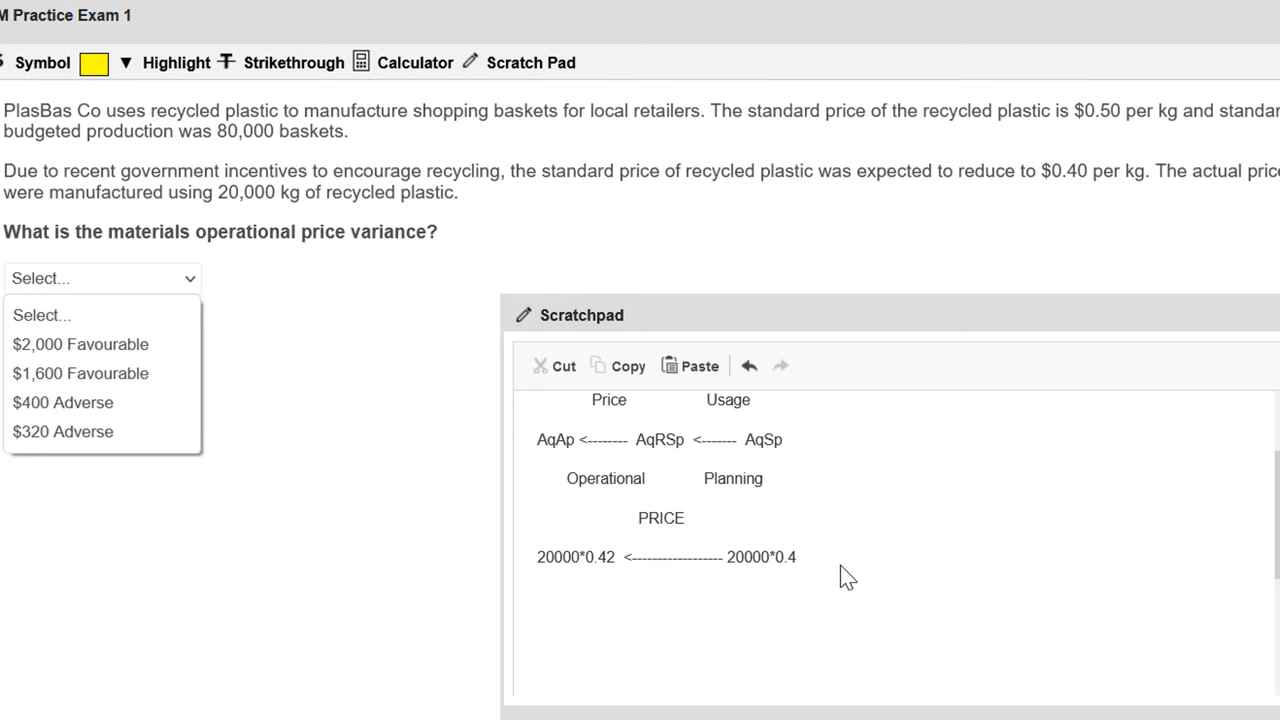 M Practice Exam 1
Symbol ▼ Highlight Strikethrough Calculator Scratch Pad
PlasBas Co uses recycled plastic to manufacture shopping baskets for local retailers. The standard price of the recycled plastic is $0.50 per kg and standar
budgeted production was 80,000 baskets.
Due to recent government incentives to encourage recycling, the standard price of recycled plastic was expected to reduce to $0.40 per kg. The actual price
were manufactured using 20,000 kg of recycled plastic.
What is the materials operational price variance?
Select...
Select...
$2,000 Favourable
$1,600 Favourable
$400 Adverse
$320 Adverse
Scratchpad
Cut Copy Paste
Price Usage
AqAp <-------- AqRSp <------- AqSp
Operational Planning
PRICE
20000*0.42 <------------------ 20000*0.4